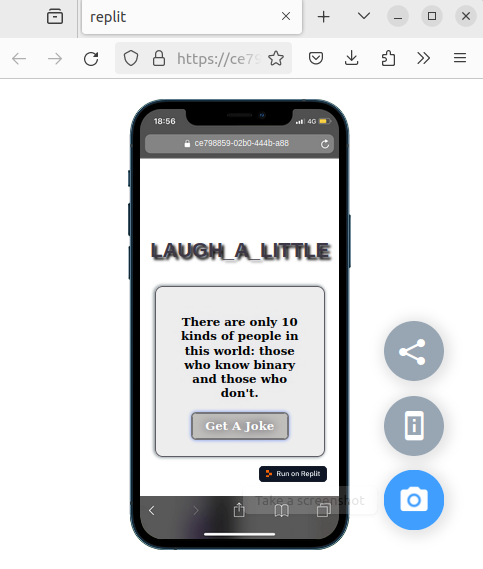 replit
https://ce79
18:56
4G
ce798859-02b0-444b-a88
LAUGH_A_LITTLE
There are only 10
kinds of people in
this world: those
who know binary
and those who
don't.
Get A Joke
Run on Replit
Take a screenshot